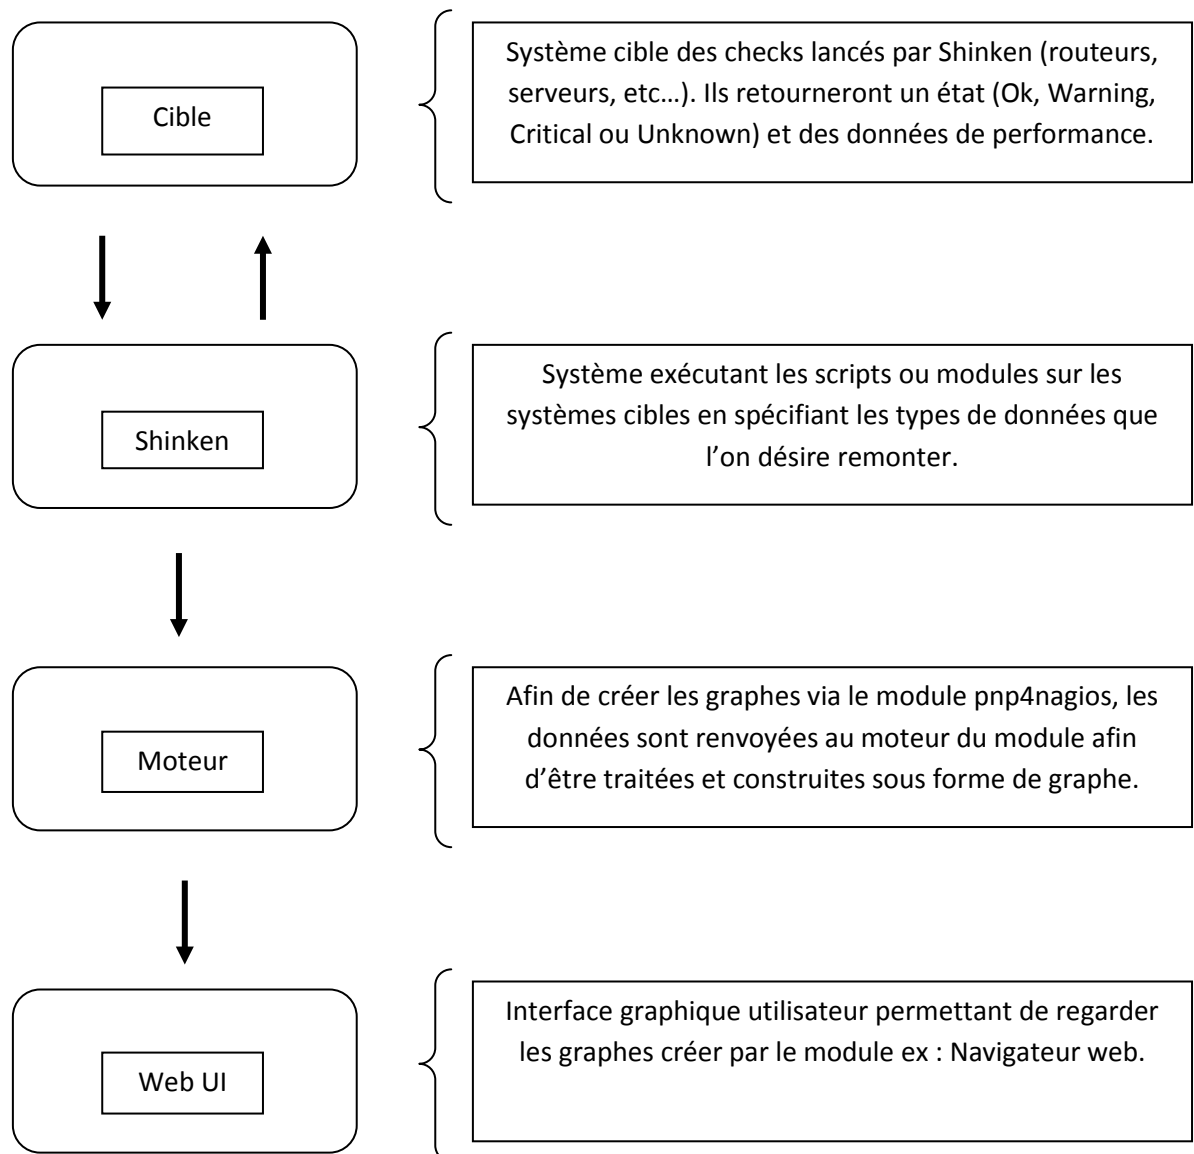 Cible
Système cible des checks lancés par Shinken (routeurs,
serveurs, etc…). Ils retourneront un état (Ok, Warning,
Critical ou Unknown) et des données de performance.
Shinken
Système exécutant les scripts ou modules sur les
systèmes cibles en spécifiant les types de données que
l’on désire remonter.
Moteur
Afin de créer les graphes via le module pnp4nagios, les
données sont renvoyées au moteur du module afin
d’être traitées et construites sous forme de graphe.
Web UI
Interface graphique utilisateur permettant de regarder
les graphes créer par le module ex : Navigateur web.